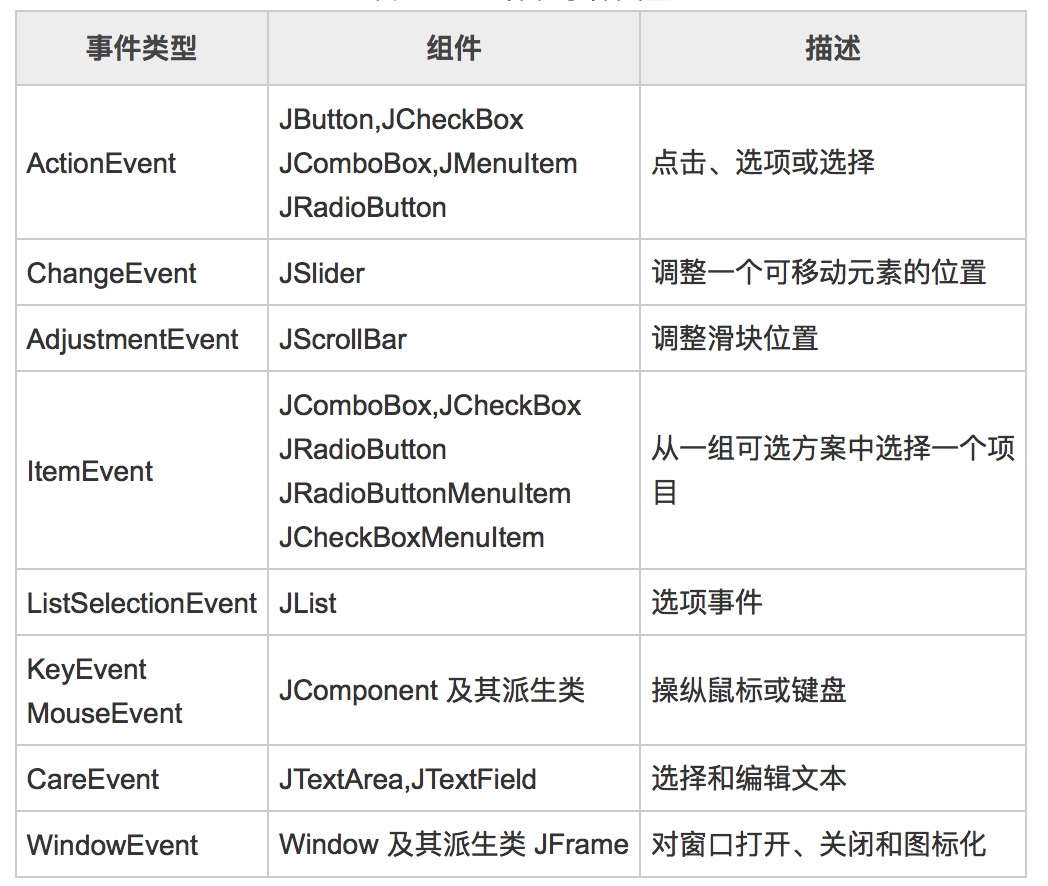 事件类型 组件 描述
ActionEvent
JButton,JCheckBox
JComboBox,JMenuItem
JRadioButton
点击、选项或选择
ChangeEvent JSlider 调整一个可移动元素的位置
AdjustmentEvent JScrollBar 调整滑块位置
ItemEvent
JComboBox,JCheckBox
JRadioButton
JRadioButtonMenuItem
JCheckBoxMenuItem
从一组可选方案中选择一个项
目
ListSelectionEvent JList 选项事件
KeyEvent
MouseEvent
JComponent 及其派生类
操纵鼠标或键盘
CareEvent JTextArea,JTextField 选择和编辑文本
WindowEvent Window 及其派生类 JFrame 对窗口打开、关闭和图标化